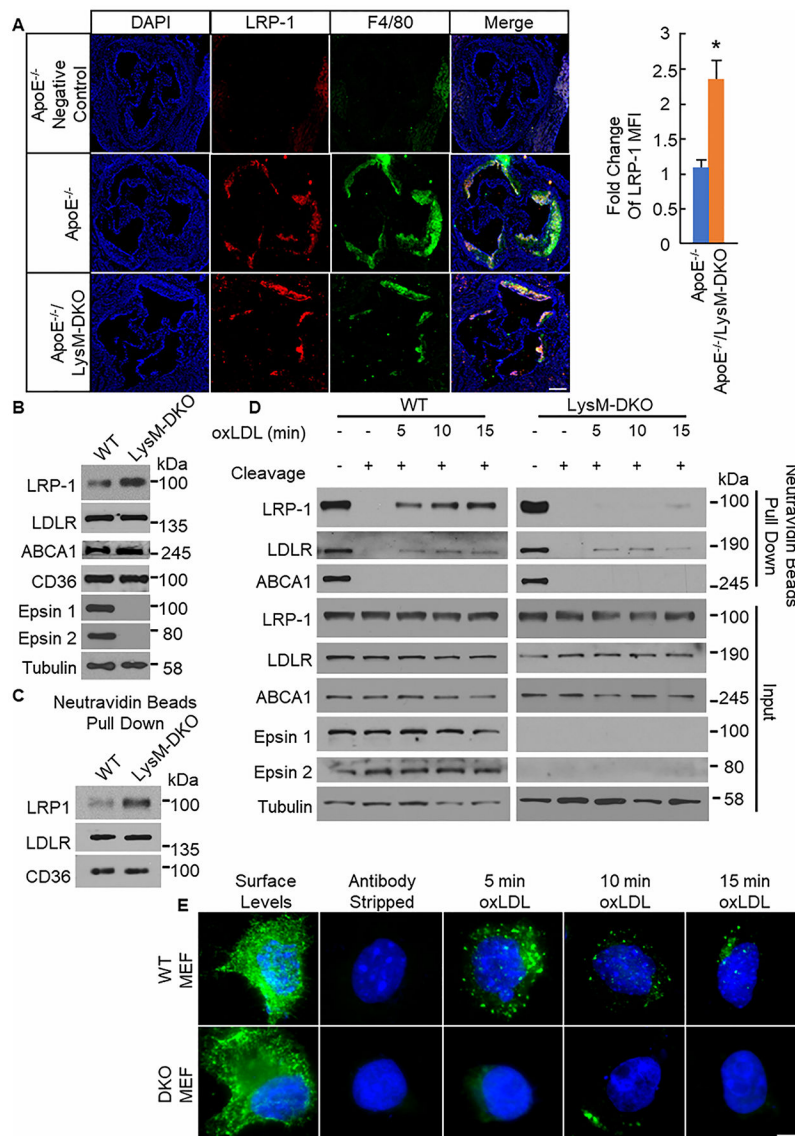 A
DAPI LRP-1 F4/80 Merge
ApoE-/-
Negative
Control
ApoE-/-
ApoE-/-/
LysM-DKO
Fold Change
Of LRP-1 MFI
3
2.5
2
1.5
1
0.5
0
*
ApoE-/-
ApoE-/-/LysM-DKO
B
WT LysM-DKO
kDa
LRP-1 100
LDLR 135
ABCA1 245
CD36 100
Epsin 1 100
Epsin 2 80
Tubulin 58
C
Neutravidin Beads
Pull Down
WT LysM-DKO
kDa
LRP1 100
LDLR 135
CD36 100
D
WT LysM-DKO
oxLDL (min) - - 5 10 15 - - 5 10 15
Cleavage - + + + + - + + + +
kDa
LRP-1 100
LDLR 190
ABCA1 245
LRP-1 100
LDLR 190
ABCA1 245
Epsin 1 100
Epsin 2 80
Tubulin 58
Neutravidin Beads
Pull Down
Input
E
Surface
Levels
Antibody
Stripped
5 min
oxLDL
10 min
oxLDL
15 min
oxLDL
WT
MEF
DKO
MEF